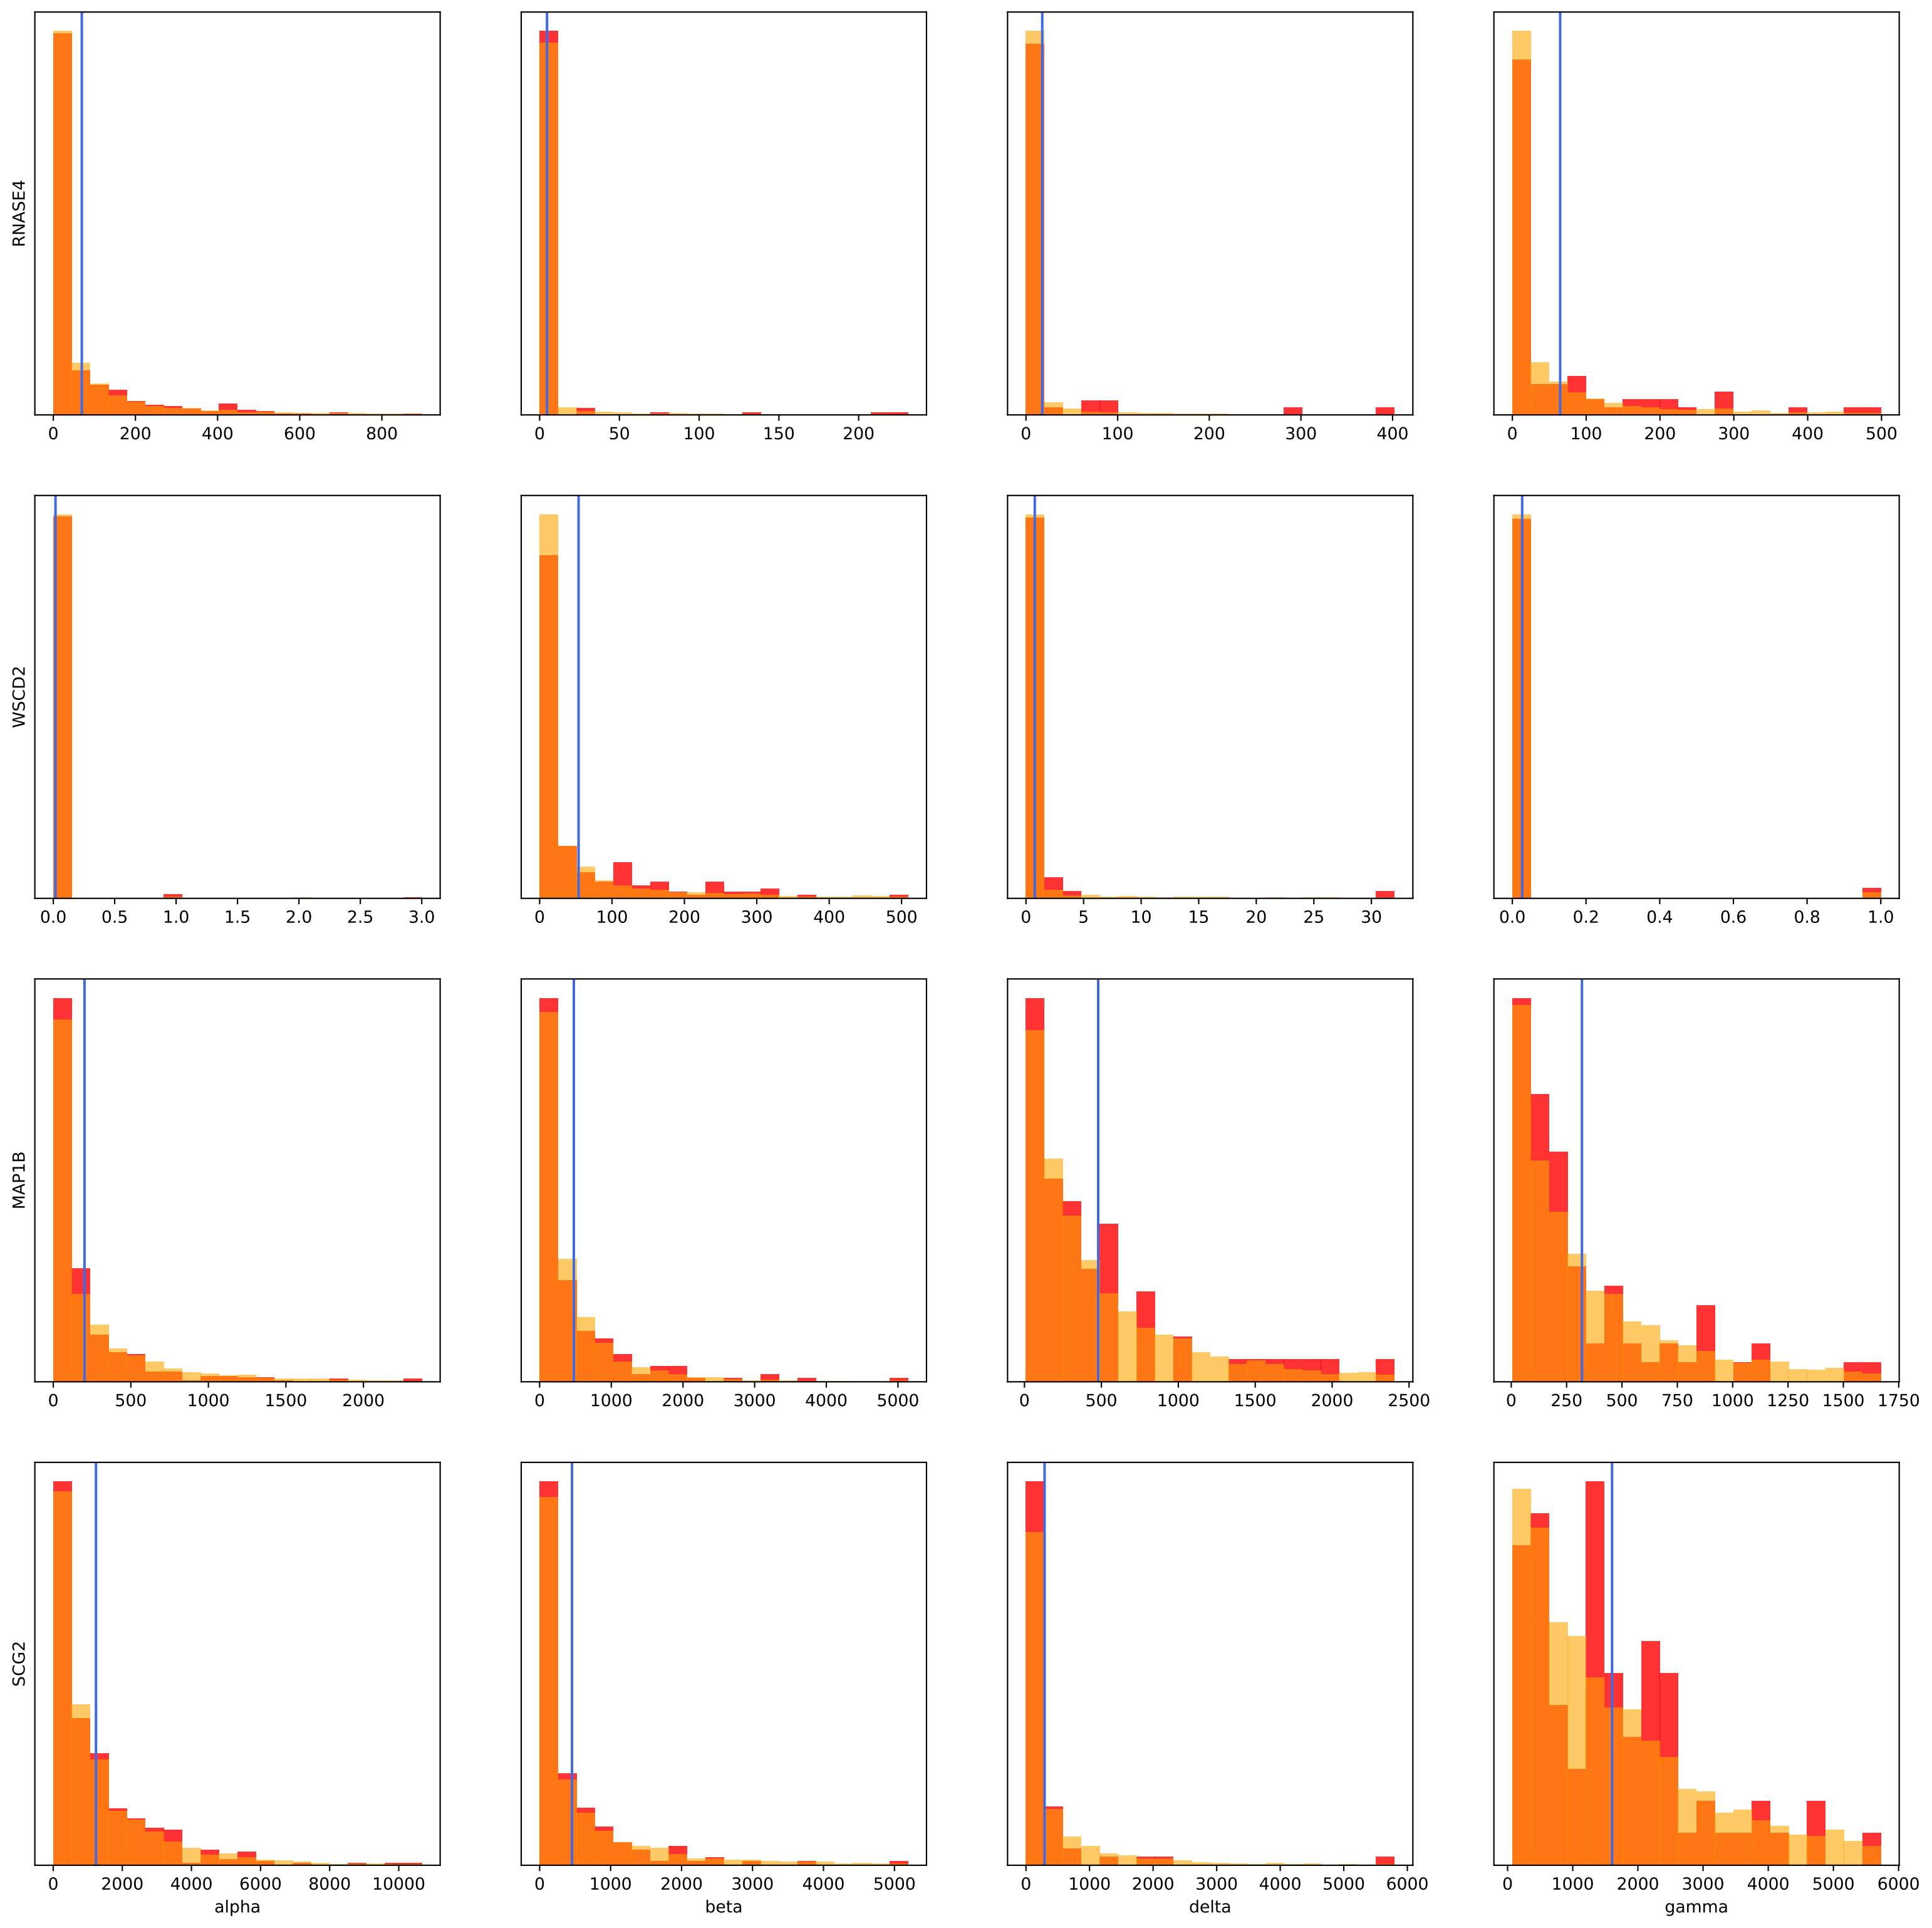 RNASE4
0 200 400 600 800
0 50 100 150 200
0 100 200 300 400
0 100 200 300 400 500
WSCD2
0.0 0.5 1.0 1.5 2.0 2.5 3.0
0 100 200 300 400 500
0 5 10 15 20 25 30
0.0 0.2 0.4 0.6 0.8 1.0
MAP1B
0 500 1000 1500 2000
0 1000 2000 3000 4000 5000
0 500 1000 1500 2000 2500
0 250 500 750 1000 1250 1500 1750
SCG2
0 2000 4000 6000 8000 10000
0 1000 2000 3000 4000 5000
0 1000 2000 3000 4000 5000 6000
0 1000 2000 3000 4000 5000 6000
alpha
beta
delta
gamma